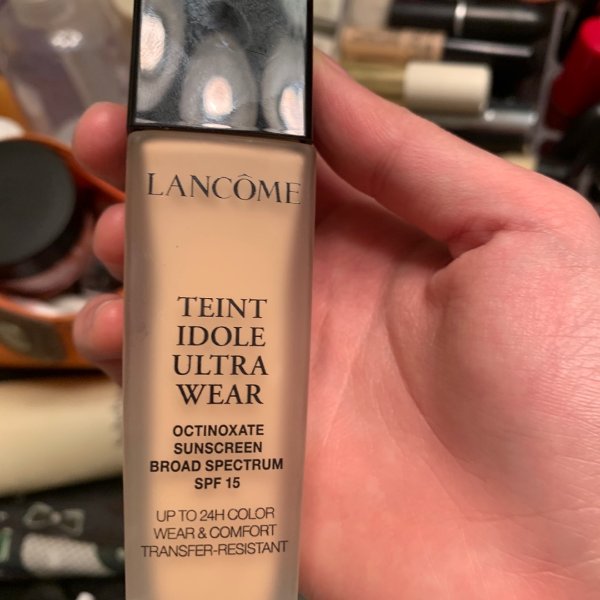 LANCÔME
TEINT
IDOLE
ULTRA
WEAR
OCTINOXATE
SUNSCREEN
BROAD SPECTRUM
SPF 15
UP TO 24H COLOR
WEAR & COMFORT
TRANSFER-RESISTANT